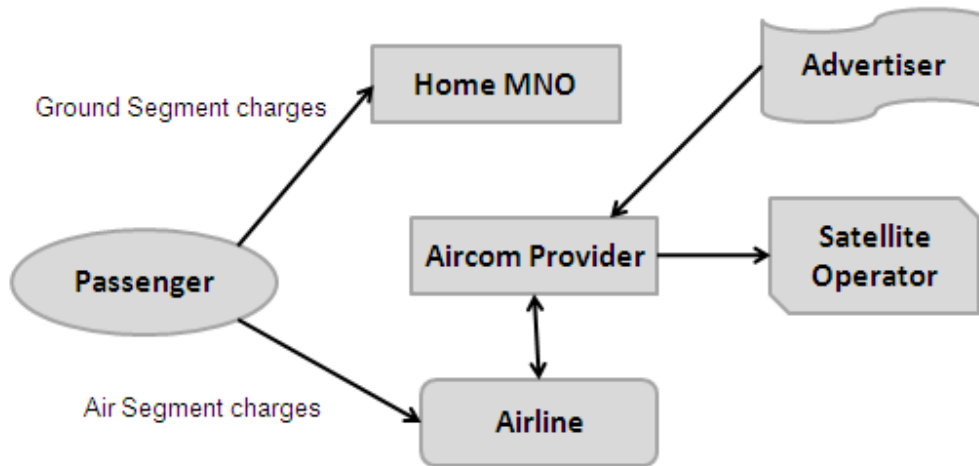 Home MNO
Advertiser
Ground Segment charges
Aircom Provider
Satellite
Operator
Passenger
Air Segment charges
Airline